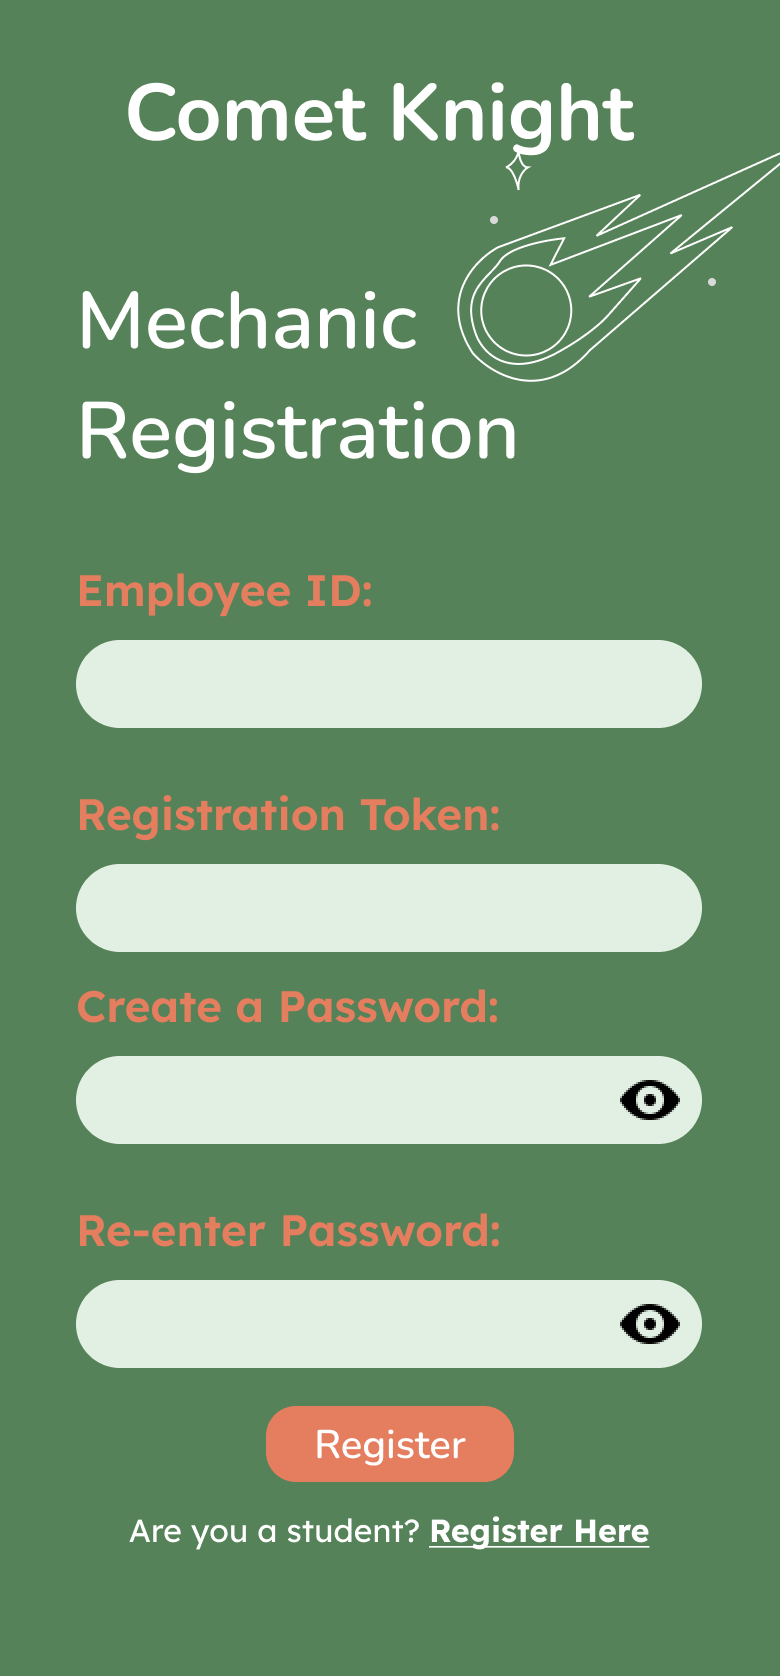 Comet Knight
Mechanic
Registration
Employee ID:
Registration Token:
Create a Password:
Re-enter Password:
Register
Are you a student? Register Here